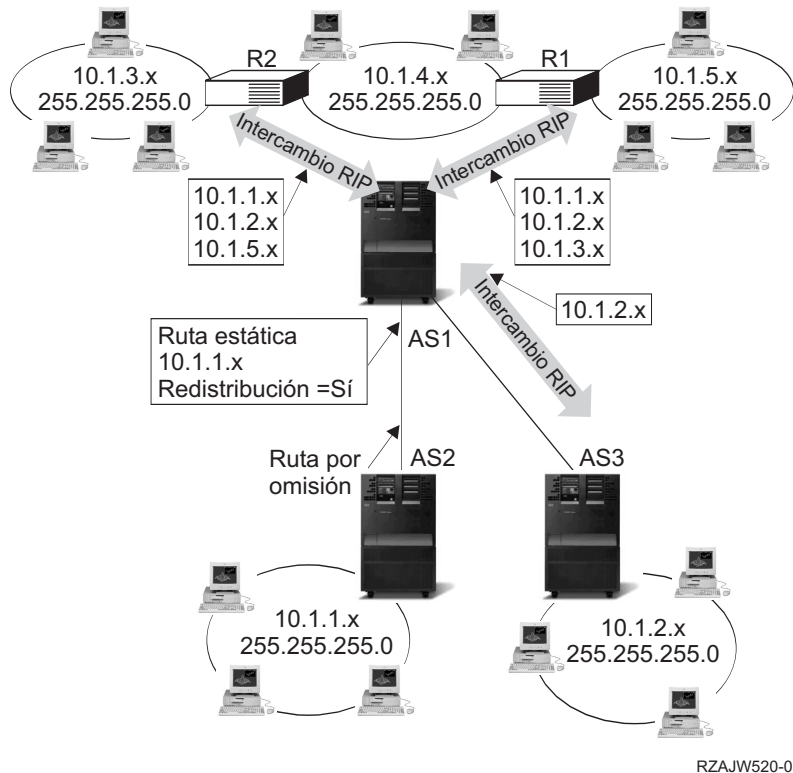 R2
R1
10.1.3.x
255.255.255.0
10.1.4.x
255.255.255.0
10.1.5.x
255.255.255.0
Intercambio RIP
Intercambio RIP
10.1.1.x
10.1.2.x
10.1.5.x
10.1.1.x
10.1.2.x
10.1.3.x
Intercambio RIP
10.1.2.x
Ruta estática
10.1.1.x
Redistribución =Sí
AS1
Ruta por
omisión
AS2
AS3
10.1.1.x
255.255.255.0
10.1.2.x
255.255.255.0
RZAJW520-0